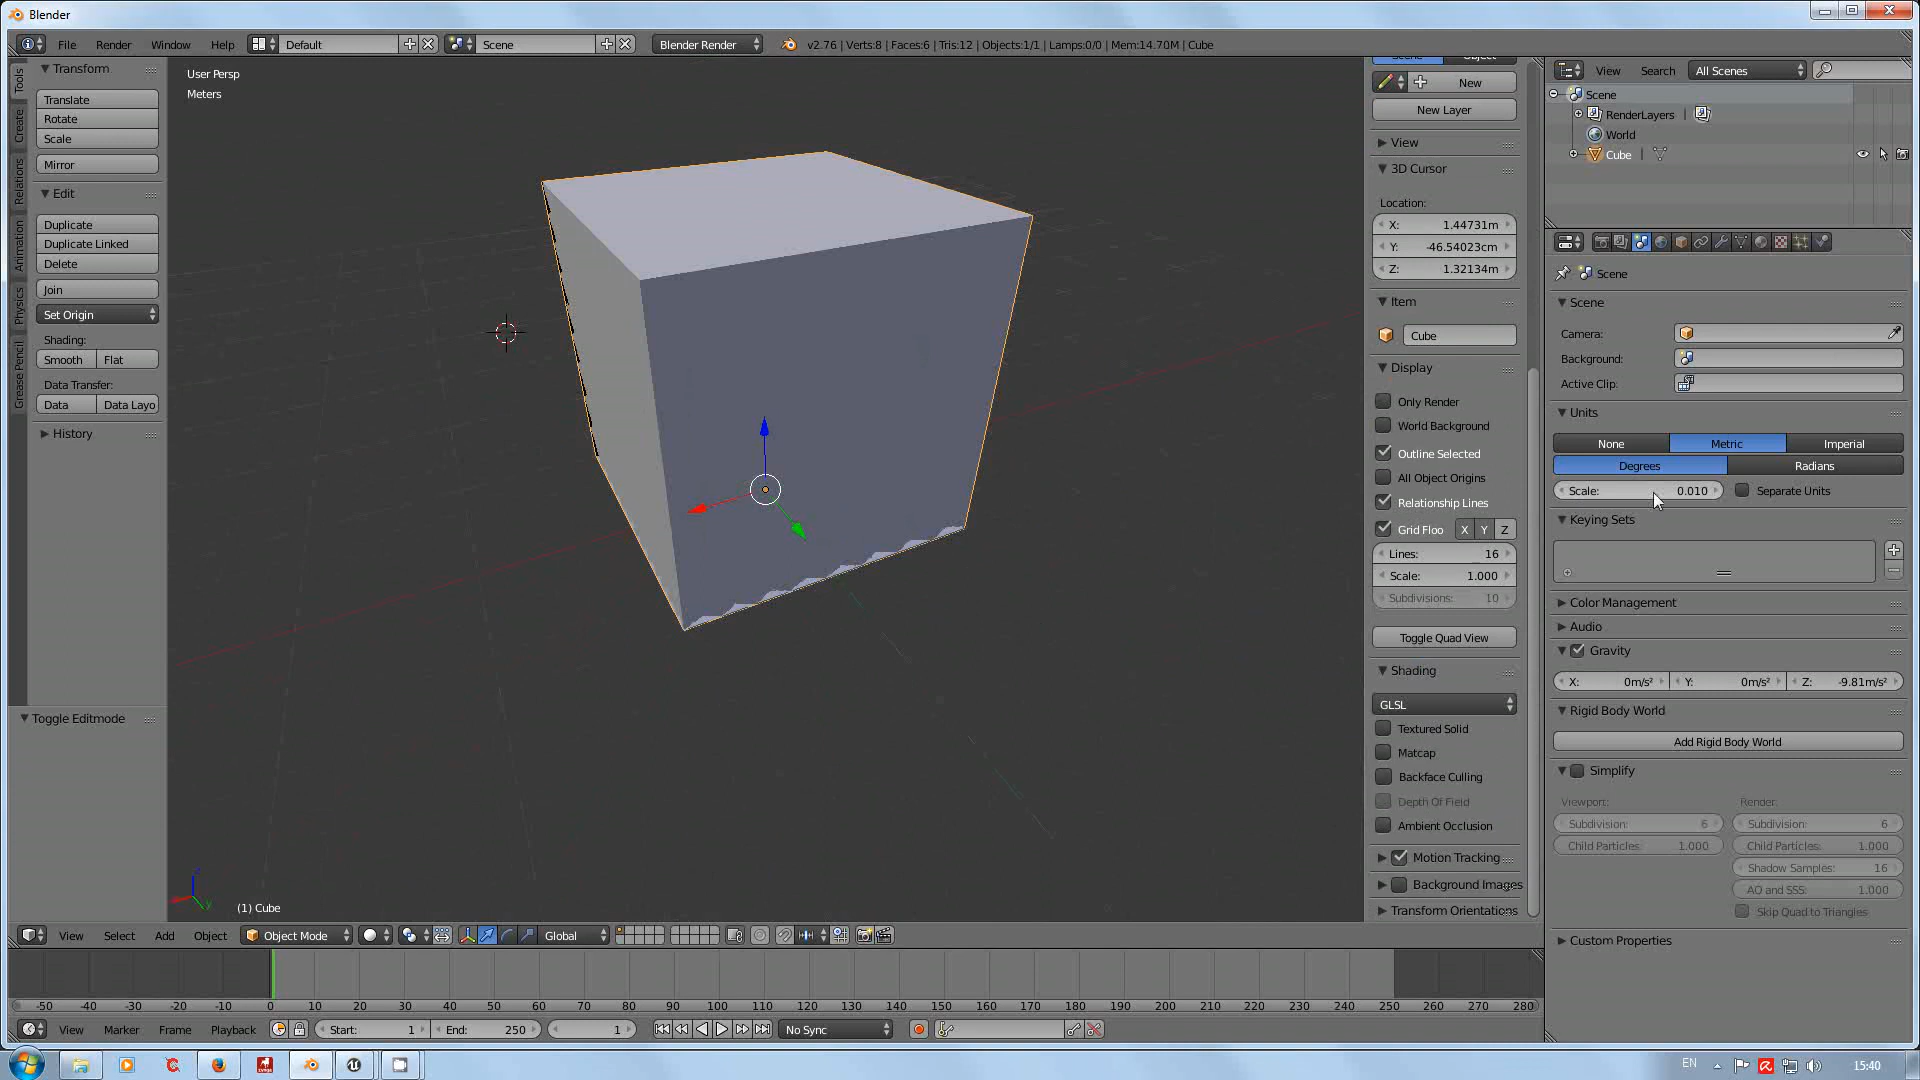 Blender
File Render Window Help Default Scene Blender Render v2.76 | Verts:8 | Faces:6 | Tris:12 | Objects:1/1 | Lamps:0/0 | Mem:14.70M | Cube
Tools
Create
Relations
Animation
Physics
Grease Pencil
Transform
Translate
Rotate
Scale
Mirror
Edit
Duplicate
Duplicate Linked
Delete
Join
Set Origin
Shading:
Smooth Flat
Data Transfer:
Data Data Layo
History
Toggle Editmode
User Persp
Meters
(1) Cube
New
New Layer
View
3D Cursor
Location:
X: 1.44731m
Y: -46.54023cm
Z: 1.32134m
Item
Cube
Display
Only Render
World Background
Outline Selected
All Object Origins
Relationship Lines
Grid Floo X Y Z
Lines: 16
Scale: 1.000
Subdivisions: 10
Toggle Quad View
Shading
GLSL
Textured Solid
Matcap
Backface Culling
Depth Of Field
Ambient Occlusion
Motion Tracking
Background Images
Transform Orientations
View Search All Scenes
Scene
RenderLayers |
World
Cube |
Scene
Scene
Camera:
Background:
Active Clip:
Units
None Metric Imperial
Degrees Radians
Scale: 0.010 Separate Units
Keying Sets
Color Management
Audio
Gravity
X: 0m/s² Y: 0m/s² Z: -9.81m/s²
Rigid Body World
Add Rigid Body World
Simplify
Viewport: Render:
Subdivision: 6 Subdivision: 6
Child Particles: 1.000 Child Particles: 1.000
Shadow Samples: 16
AO and SSS: 1.000
Skip Quad to Triangles
Custom Properties
View Select Add Object Object Mode Global
-50 -40 -30 -20 -10 0 10 20 30 40 50 60 70 80 90 100 110 120 130 140 150 160 170 180 190 200 210 220 230 240 250 260 270 280
View Marker Frame Playback Start: 1 End: 250 1 No Sync
EN 15:40